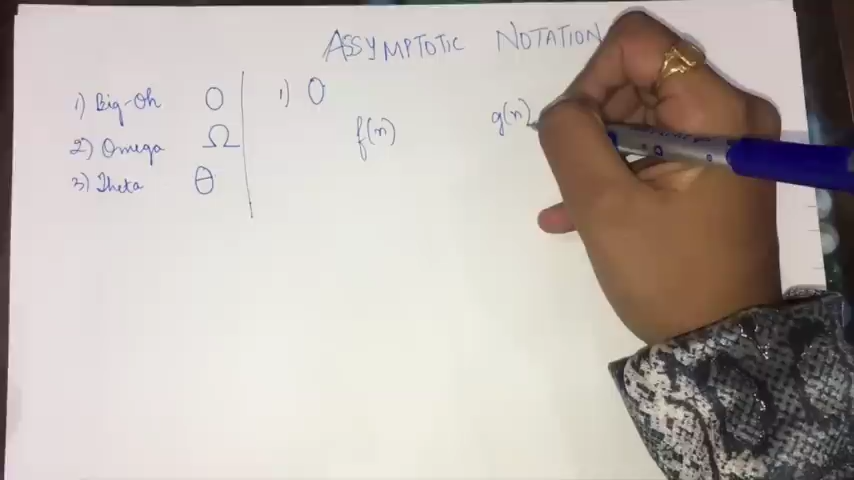 ASSYMPTOTIC NOTATION
1) Big-Oh O
2) Omega Ω
3) Theta θ
1) O
f(n) g(n)